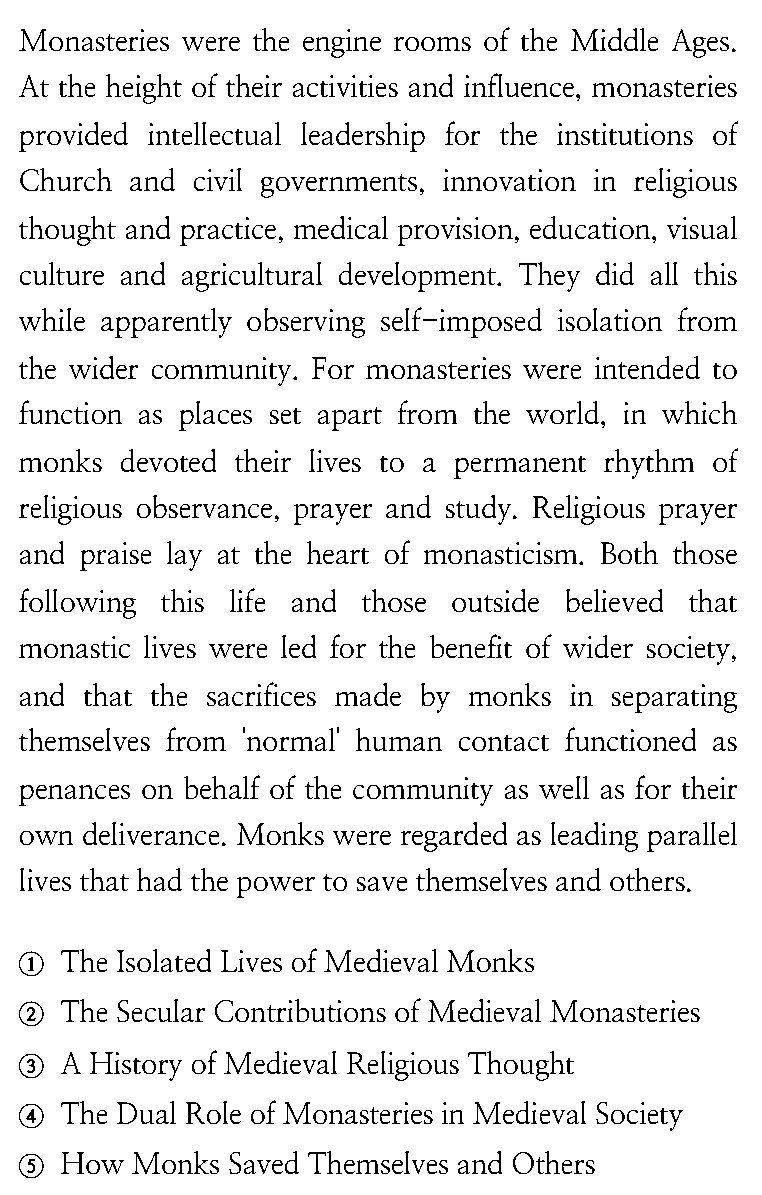 Monasteries were the engine rooms of the Middle Ages.
At the height of their activities and influence, monasteries
provided intellectual leadership for the institutions of
Church and civil governments, innovation in religious
thought and practice, medical provision, education, visual
culture and agricultural development. They did all this
while apparently observing self-imposed isolation from
the wider community. For monasteries were intended to
function as places set apart from the world, in which
monks devoted their lives to a permanent rhythm of
religious observance, prayer and study. Religious prayer
and praise lay at the heart of monasticism. Both those
following this life and those outside believed that
monastic lives were led for the benefit of wider society,
and that the sacrifices made by monks in separating
themselves from 'normal' human contact functioned as
penances on behalf of the community as well as for their
own deliverance. Monks were regarded as leading parallel
lives that had the power to save themselves and others.
① The Isolated Lives of Medieval Monks
② The Secular Contributions of Medieval Monasteries
③ A History of Medieval Religious Thought
④ The Dual Role of Monasteries in Medieval Society
⑤ How Monks Saved Themselves and Others